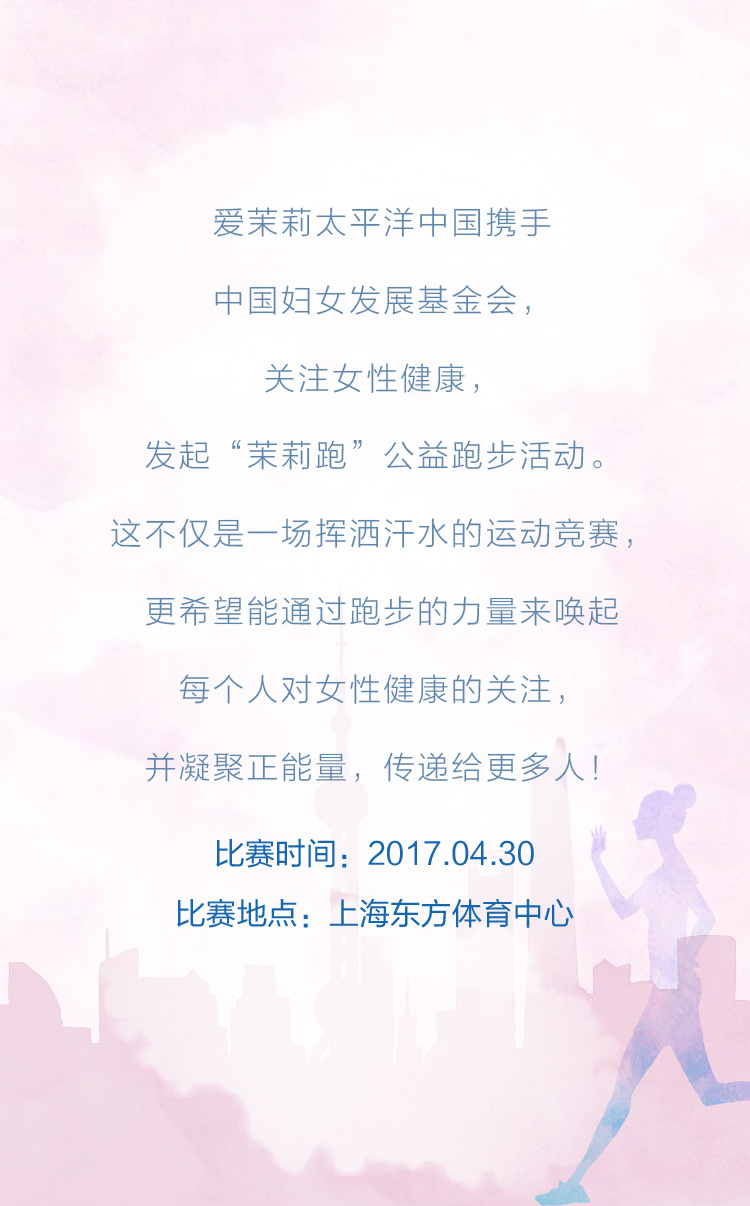 爱茉莉太平洋中国携手
中国妇女发展基金会，
关注女性健康，
发起“茉莉跑”公益跑步活动。
这不仅是一场挥洒汗水的运动竞赛，
更希望能通过跑步的力量来唤起
每个人对女性健康的关注，
并凝聚正能量，传递给更多人！
比赛时间：2017.04.30
比赛地点：上海东方体育中心